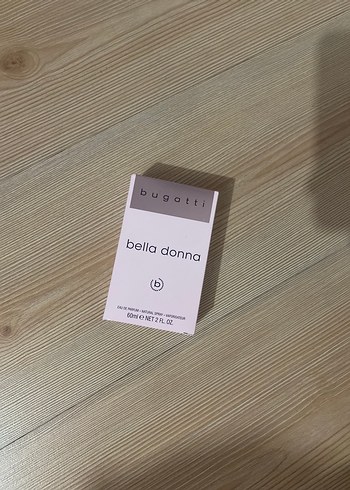 bugatti
bella donna
b
EAU DE PARFUM • NATURAL SPRAY • VAPORISATEUR
60ml ℮ NET 2 FL. OZ.